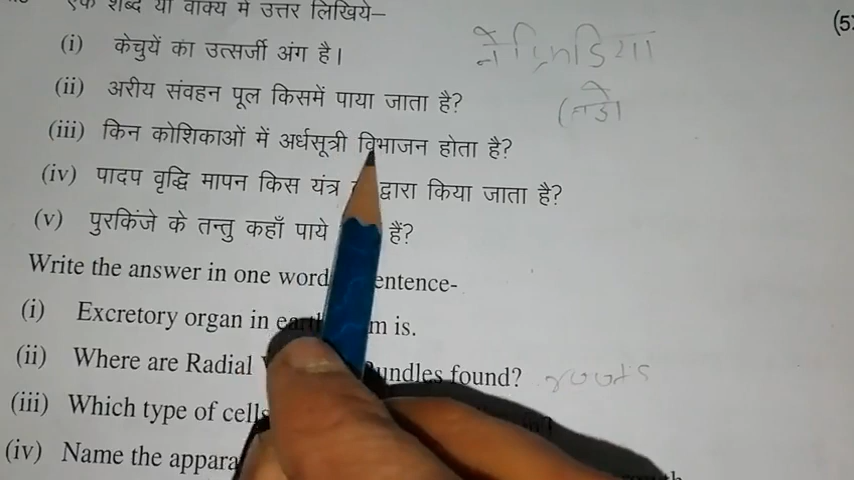 एक शब्द या वाक्य में उत्तर लिखिये–
(5
(i) केचुयें का उत्सर्जी अंग है। नेफ्रिडिया
(ii) अरीय संवहन पूल किसमें पाया जाता है?
(iii) किन कोशिकाओं में अर्धसूत्री विभाजन होता है?
(iv) पादप वृद्धि मापन किस यंत्र द्वारा किया जाता है?
(v) पुरकिंजे के तन्तु कहाँ पाये हैं?
Write the answer in one word entence-
(i) Excretory organ in eart m is.
(ii) Where are Radial undles found? roots
(iii) Which type of cells
(iv) Name the appara